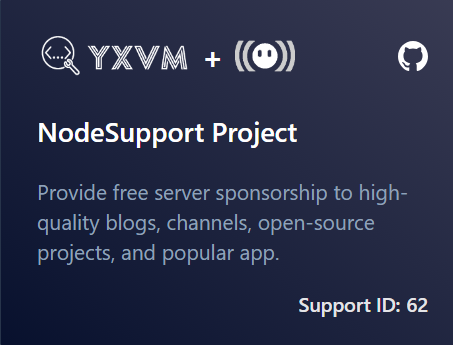 YXVM +
NodeSupport Project
Provide free server sponsorship to high-
quality blogs, channels, open-source
projects, and popular app.
Support ID: 62